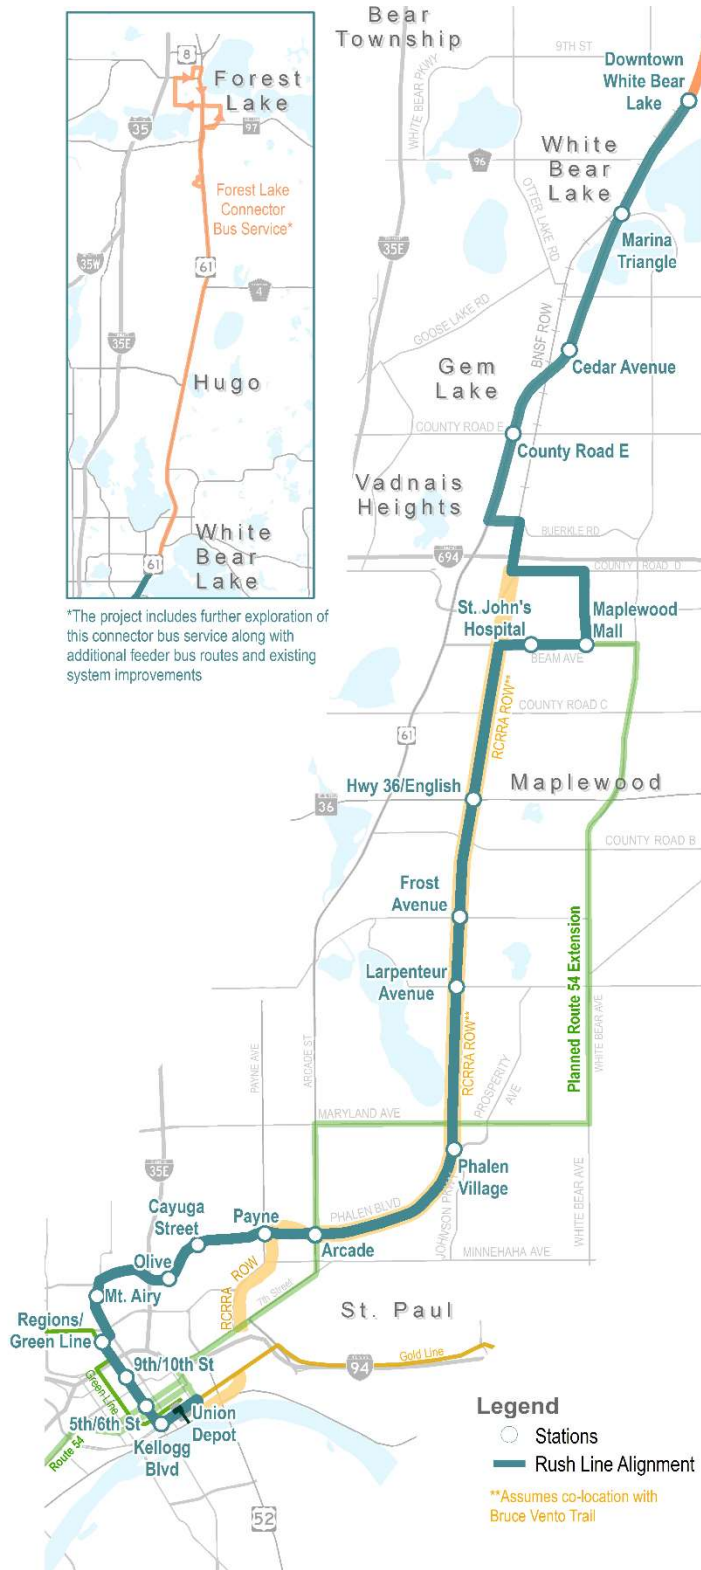 8
Forest
Lake
35
97
Forest Lake
Connector
Bus Service*
35W
61
4
35E
Hugo
White
Bear
Lake
61
*The project includes further exploration of
this connector bus service along with
additional feeder bus routes and existing
system improvements
Bear
Township
WHITE BEAR PKWY
9TH ST
Downtown
White Bear
Lake
96
White
Bear
Lake
OTTER LAKE RD
Marina
Triangle
35E
GOOSE LAKE RD
BNSF ROW
Gem
Lake
Cedar Avenue
COUNTY ROAD E
County Road E
Vadnais
Heights
BUERKLE RD
694
COUNTY ROAD D
St. John's
Hospital
Maplewood
Mall
BEAM AVE
RCRRA ROW**
COUNTY ROAD C
61
Hwy 36/English
Maplewood
36
COUNTY ROAD B
Frost
Avenue
Larpenteur
Avenue
Planned Route 54 Extension
WHITE BEAR AVE
RCRRA ROW**
PAYNE AVE
ARCADE ST
PROSPERITY
AVE
MARYLAND AVE
35E
Phalen
Village
Cayuga
Street
Payne
PHALEN BLVD
JOHNSON PKWY
WHITE BEAR AVE
Arcade
MINNEHAHA AVE
Olive
Mt. Airy
RCRRA ROW
7th Street
St. Paul
Regions/
Green Line
94
Gold Line
9th/10th St
Green Line
5th/6th St
Union
Depot
Route 54
Kellogg
Blvd
52
Legend
Stations
Rush Line Alignment
**Assumes co-location with
Bruce Vento Trail